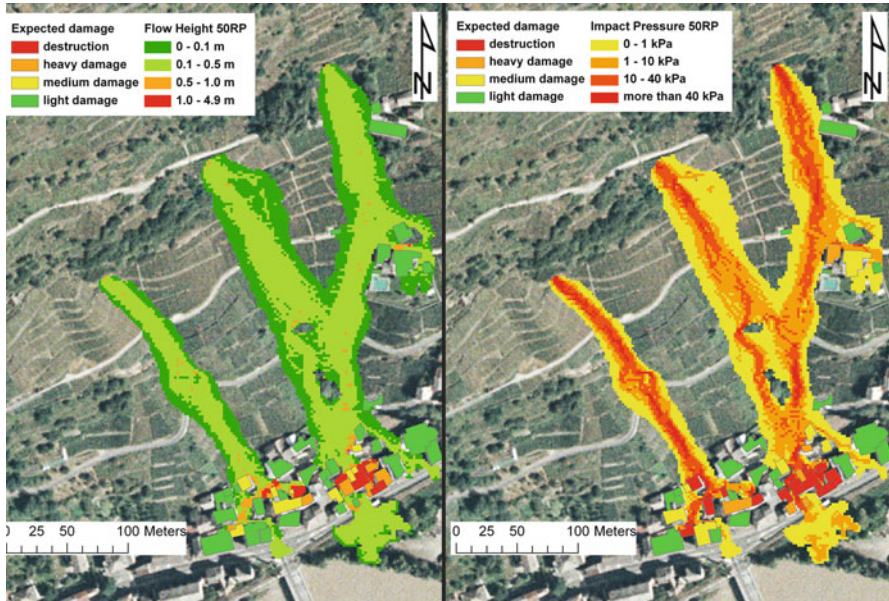 Expected damage Flow Height 50RP
destruction 0 - 0.1 m
heavy damage 0.1 - 0.5 m
medium damage 0.5 - 1.0 m
light damage 1.0 - 4.9 m
N
0 25 50 100 Meters
Expected damage Impact Pressure 50RP
destruction 0 - 1 kPa
heavy damage 1 - 10 kPa
medium damage 10 - 40 kPa
light damage more than 40 kPa
N
0 25 50 100 Meters